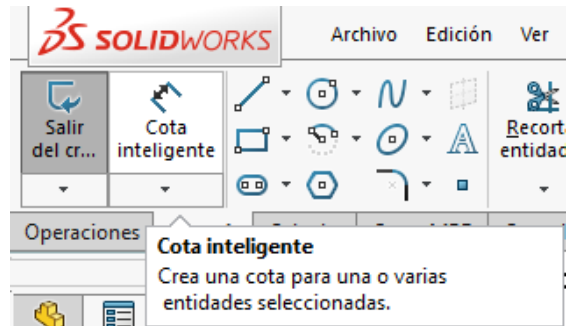 SOLIDWORKS
Archivo Edición Ver
Salir
del cr...
Cota
inteligente
A
Recort
entidad
Operaciones
Cota inteligente
Crea una cota para una o varias
entidades seleccionadas.